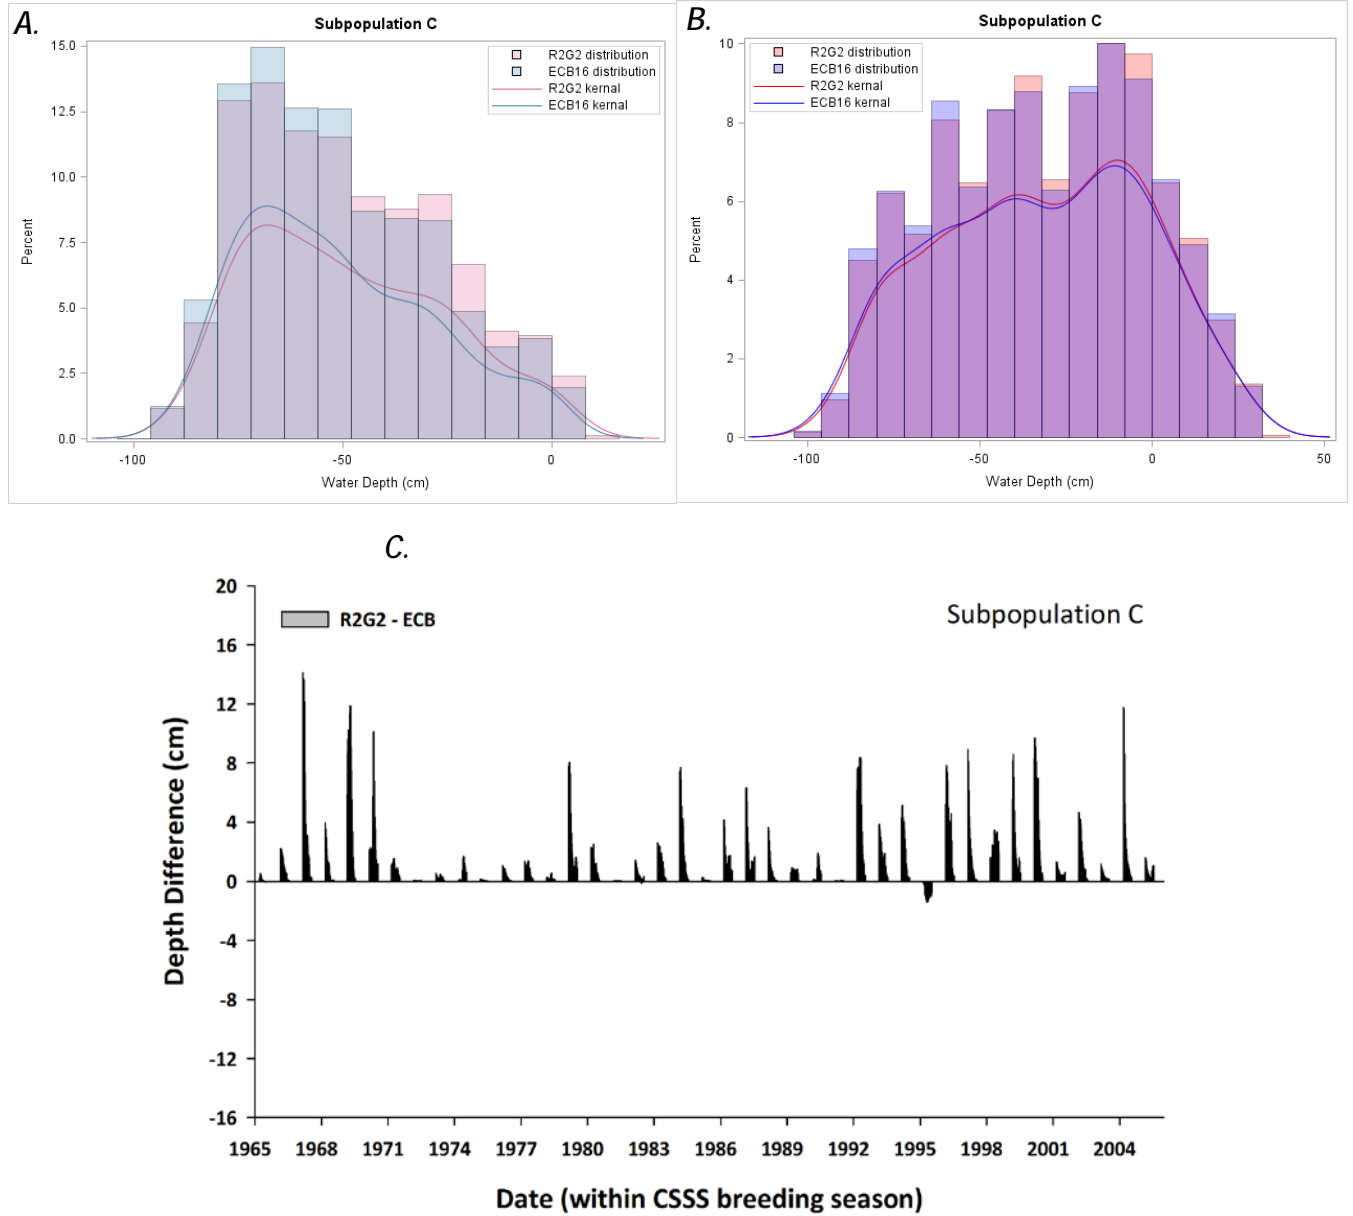 A.
Subpopulation C
15.0
12.5
10.0
7.5
5.0
2.5
0.0
Percent
R2G2 distribution
ECB16 distribution
R2G2 kernal
ECB16 kernal
-100
-50
0
Water Depth (cm)
B.
Subpopulation C
10
8
6
4
2
0
Percent
R2G2 distribution
ECB16 distribution
R2G2 kernal
ECB16 kernal
-100
-50
0
50
Water Depth (cm)
C.
20
16
12
8
4
0
-4
-8
-12
-16
Depth Difference (cm)
R2G2 - ECB
Subpopulation C
1965 1968 1971 1974 1977 1980 1983 1986 1989 1992 1995 1998 2001 2004
Date (within CSSS breeding season)